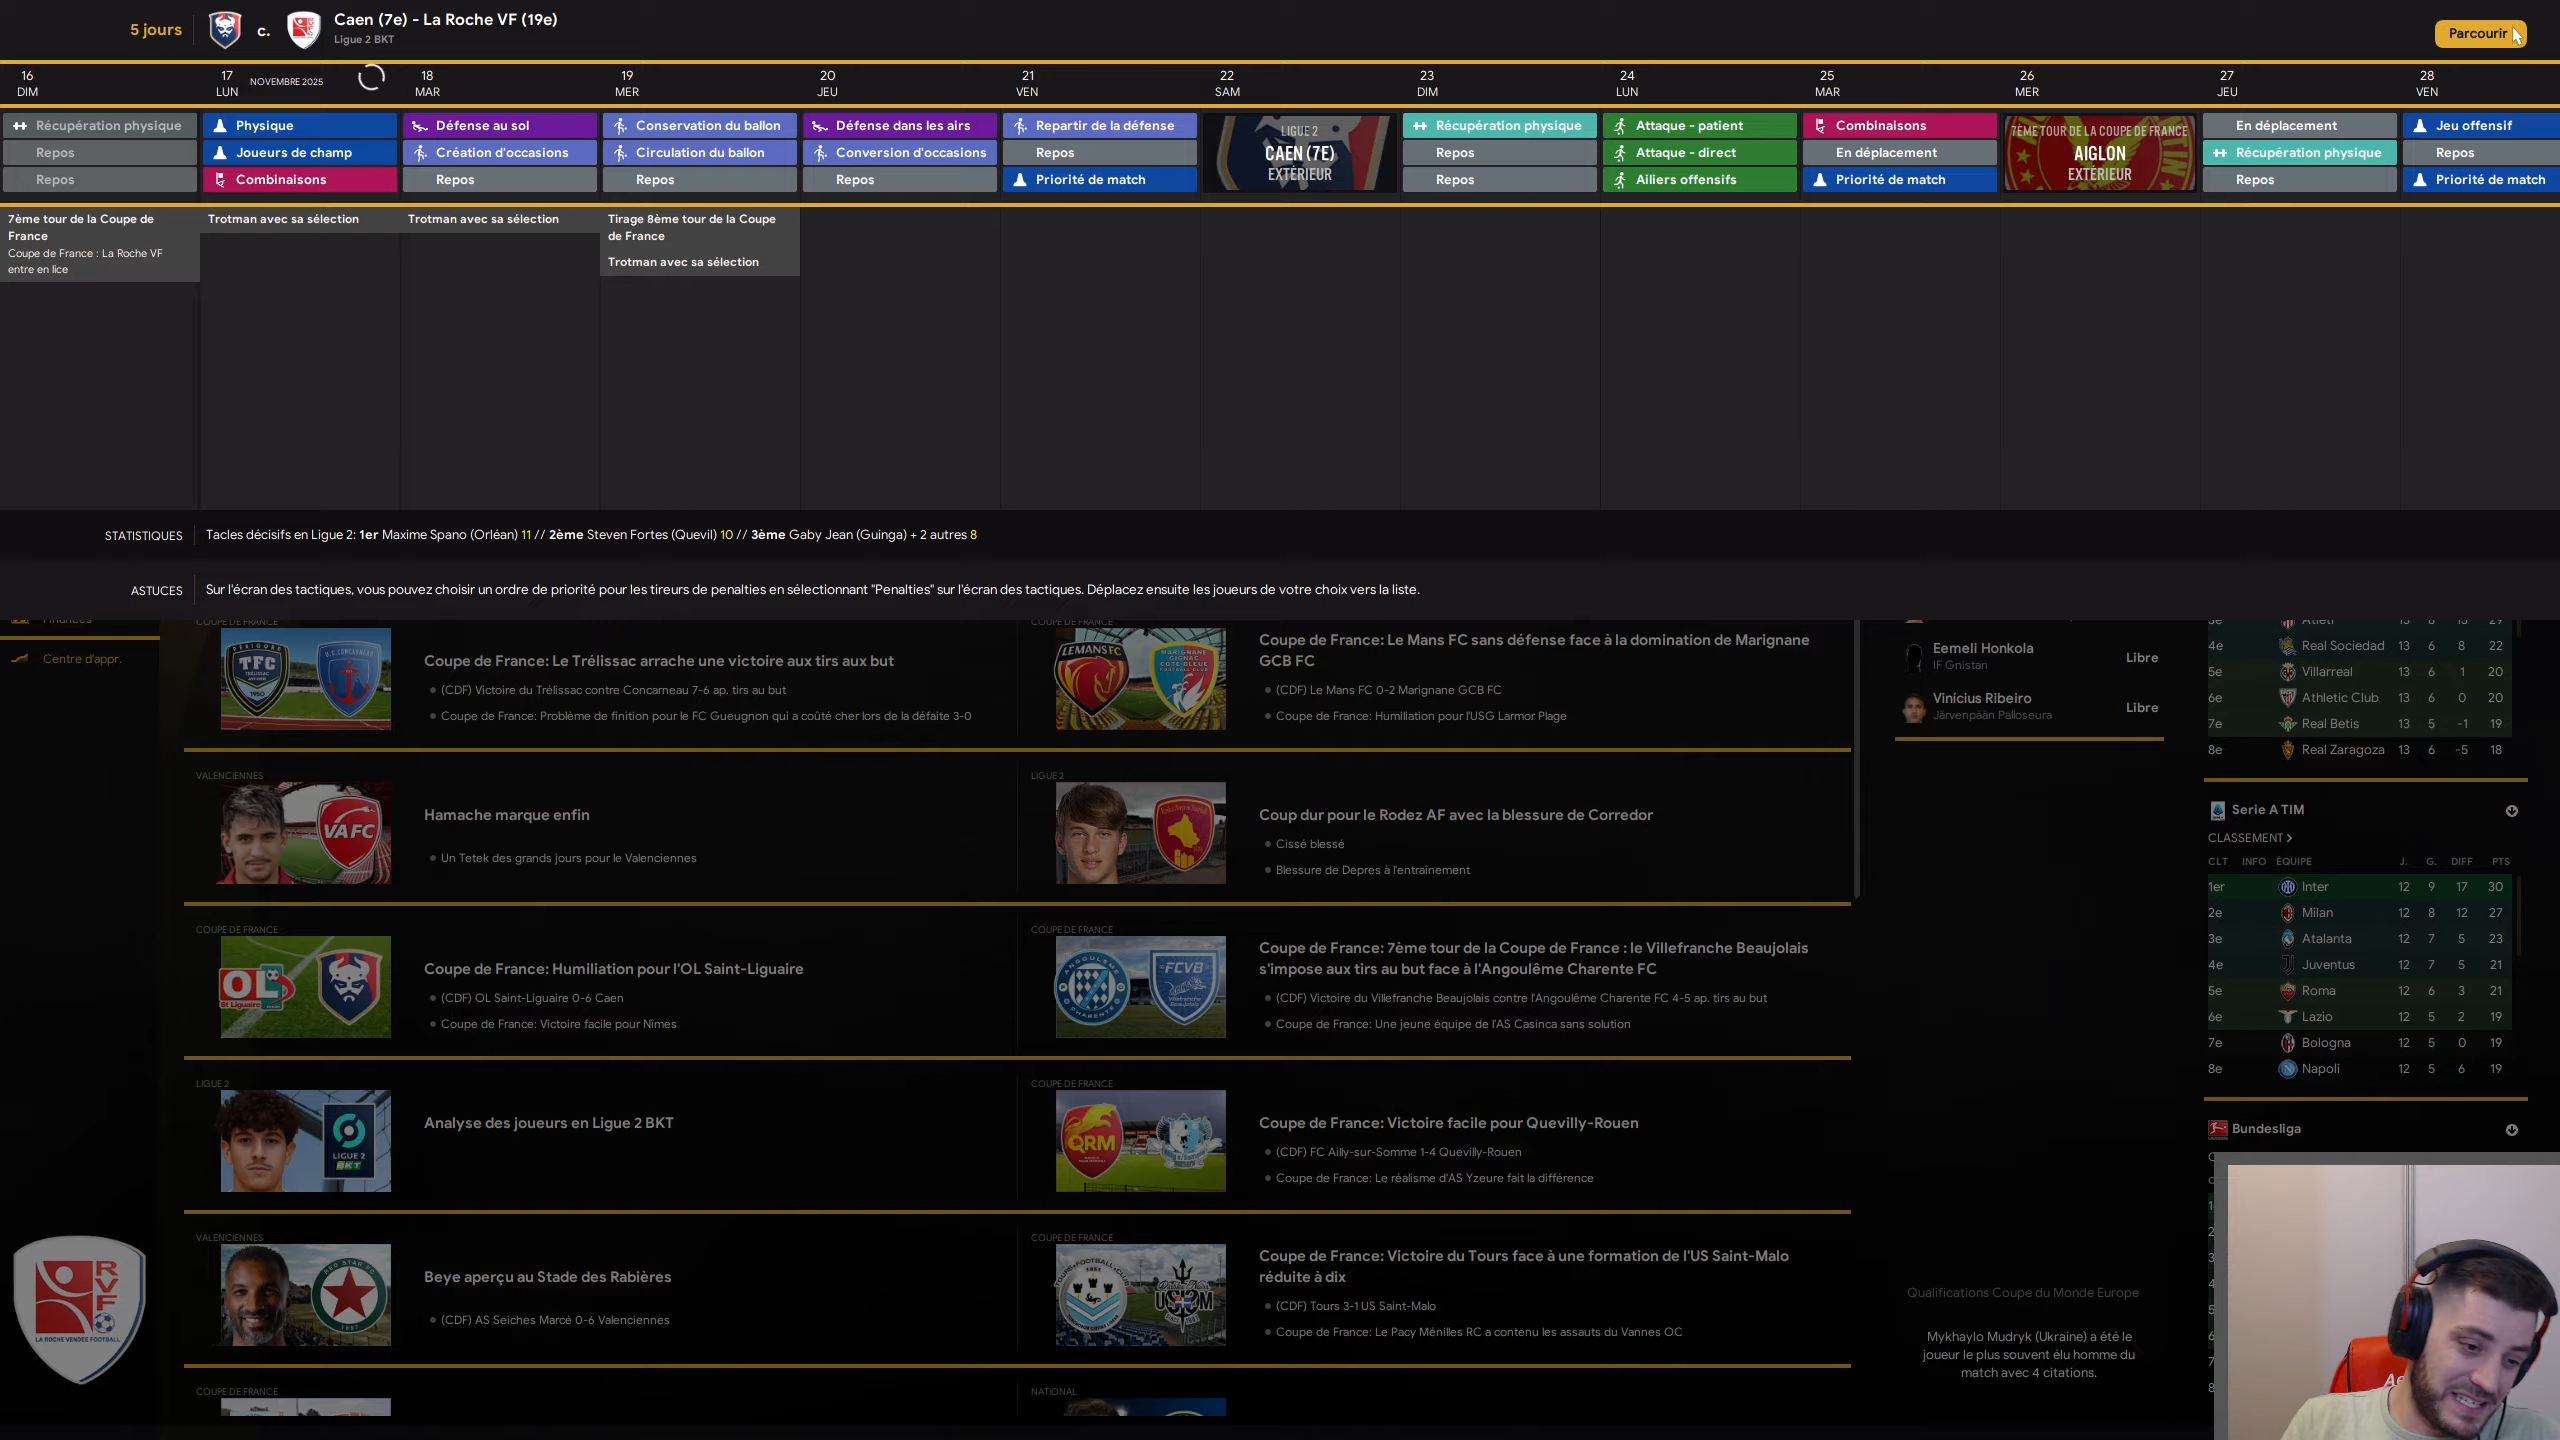 5 jours
c.
Caen (7e) - La Roche VF (19e)
Ligue 2 BKT
Parcourir
16 DIM
17 LUN NOVEMBRE 2025
18 MAR
19 MER
20 JEU
21 VEN
22 SAM
23 DIM
24 LUN
25 MAR
26 MER
27 JEU
28 VEN
Récupération physique
Repos
Repos
Physique
Joueurs de champ
Combinaisons
Défense au sol
Création d'occasions
Repos
Conservation du ballon
Circulation du ballon
Repos
Défense dans les airs
Conversion d'occasions
Repos
Repartir de la défense
Repos
Priorité de match
LIGUE 2
CAEN (7E)
EXTÉRIEUR
Récupération physique
Repos
Repos
Attaque - patient
Attaque - direct
Ailiers offensifs
Combinaisons
En déplacement
Priorité de match
7ÈME TOUR DE LA COUPE DE FRANCE
AIGLON
EXTÉRIEUR
En déplacement
Récupération physique
Repos
Jeu offensif
Repos
Priorité de match
7ème tour de la Coupe de
France
Coupe de France : La Roche VF
entre en lice
Trotman avec sa sélection
Trotman avec sa sélection
Tirage 8ème tour de la Coupe
de France
Trotman avec sa sélection
STATISTIQUES
Tacles décisifs en Ligue 2: 1er Maxime Spano (Orléan) 11 // 2ème Steven Fortes (Quevil) 10 // 3ème Gaby Jean (Guinga) + 2 autres 8
ASTUCES
Sur l'écran des tactiques, vous pouvez choisir un ordre de priorité pour les tireurs de penalties en sélectionnant "Penalties" sur l'écran des tactiques. Déplacez ensuite les joueurs de votre choix vers la liste.
Finances
Centre d'appr.
COUPE DE FRANCE
Coupe de France: Le Trélissac arrache une victoire aux tirs aux but
(CDF) Victoire du Trélissac contre Concarneau 7-6 ap. tirs au but
Coupe de France: Problème de finition pour le FC Gueugnon qui a coûté cher lors de la défaite 3-0
COUPE DE FRANCE
Coupe de France: Le Mans FC sans défense face à la domination de Marignane
GCB FC
(CDF) Le Mans FC 0-2 Marignane GCB FC
Coupe de France: Humiliation pour l'USG Larmor Plage
VALENCIENNES
Hamache marque enfin
Un Tetek des grands jours pour le Valenciennes
LIGUE 2
Coup dur pour le Rodez AF avec la blessure de Corredor
Cissé blessé
Blessure de Depres à l'entraînement
COUPE DE FRANCE
Coupe de France: Humiliation pour l'OL Saint-Liguaire
(CDF) OL Saint-Liguaire 0-6 Caen
Coupe de France: Victoire facile pour Nîmes
COUPE DE FRANCE
Coupe de France: 7ème tour de la Coupe de France : le Villefranche Beaujolais
s'impose aux tirs au but face à l'Angoulême Charente FC
(CDF) Victoire du Villefranche Beaujolais contre l'Angoulême Charente FC 4-5 ap. tirs au but
Coupe de France: Une jeune équipe de l'AS Casinca sans solution
LIGUE 2
Analyse des joueurs en Ligue 2 BKT
COUPE DE FRANCE
Coupe de France: Victoire facile pour Quevilly-Rouen
(CDF) FC Ailly-sur-Somme 1-4 Quevilly-Rouen
Coupe de France: Le réalisme d'AS Yzeure fait la différence
VALENCIENNES
Beye aperçu au Stade des Rabières
(CDF) AS Seiches Marcé 0-6 Valenciennes
COUPE DE FRANCE
Coupe de France: Victoire du Tours face à une formation de l'US Saint-Malo
réduite à dix
(CDF) Tours 3-1 US Saint-Malo
Coupe de France: Le Pacy Ménilles RC a contenu les assauts du Vannes OC
COUPE DE FRANCE
NATIONAL
TFC
VAFC
OL
FCVB
LIGUE 2
BKT
QRM
RVF
LA ROCHE VENDÉE FOOTBALL
Eemeli Honkola
IF Gnistan
Libre
Vinícius Ribeiro
Järvenpään Palloseura
Libre
Qualifications Coupe du Monde Europe
Mykhaylo Mudryk (Ukraine) a été le
joueur le plus souvent élu homme du
match avec 4 citations.
3e Atleti 13 8 13 29
4e Real Sociedad 13 6 8 22
5e Villarreal 13 6 1 20
6e Athletic Club 13 6 0 20
7e Real Betis 13 5 -1 19
8e Real Zaragoza 13 6 -5 18
Serie A TIM
CLASSEMENT
CLT INFO ÉQUIPE J. G. DIFF PTS
1er Inter 12 9 17 30
2e Milan 12 8 12 27
3e Atalanta 12 7 5 23
4e Juventus 12 7 5 21
5e Roma 12 6 3 21
6e Lazio 12 5 2 19
7e Bologna 12 5 0 19
8e Napoli 12 5 6 19
Bundesliga